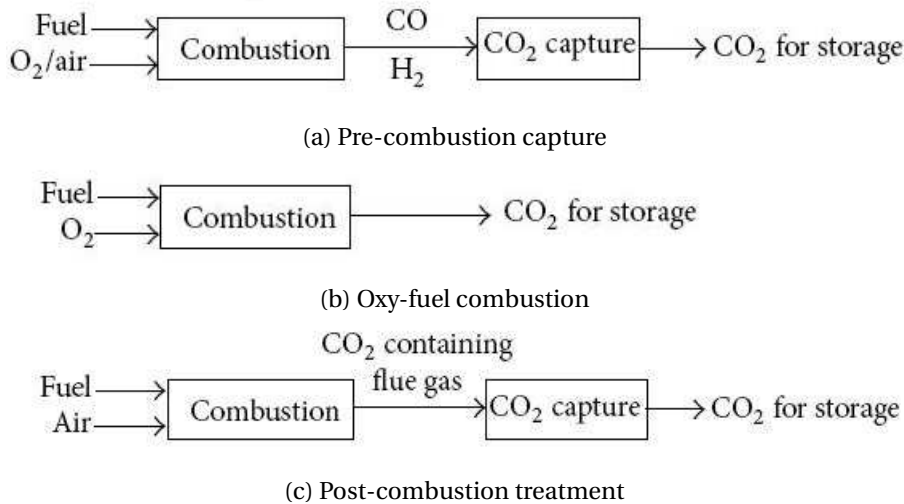 Fuel
O₂/air
Combustion
CO
H₂
CO₂ capture
CO₂ for storage
(a) Pre-combustion capture
Fuel
O₂
Combustion
CO₂ for storage
(b) Oxy-fuel combustion
Fuel
Air
Combustion
CO₂ containing
flue gas
CO₂ capture
CO₂ for storage
(c) Post-combustion treatment